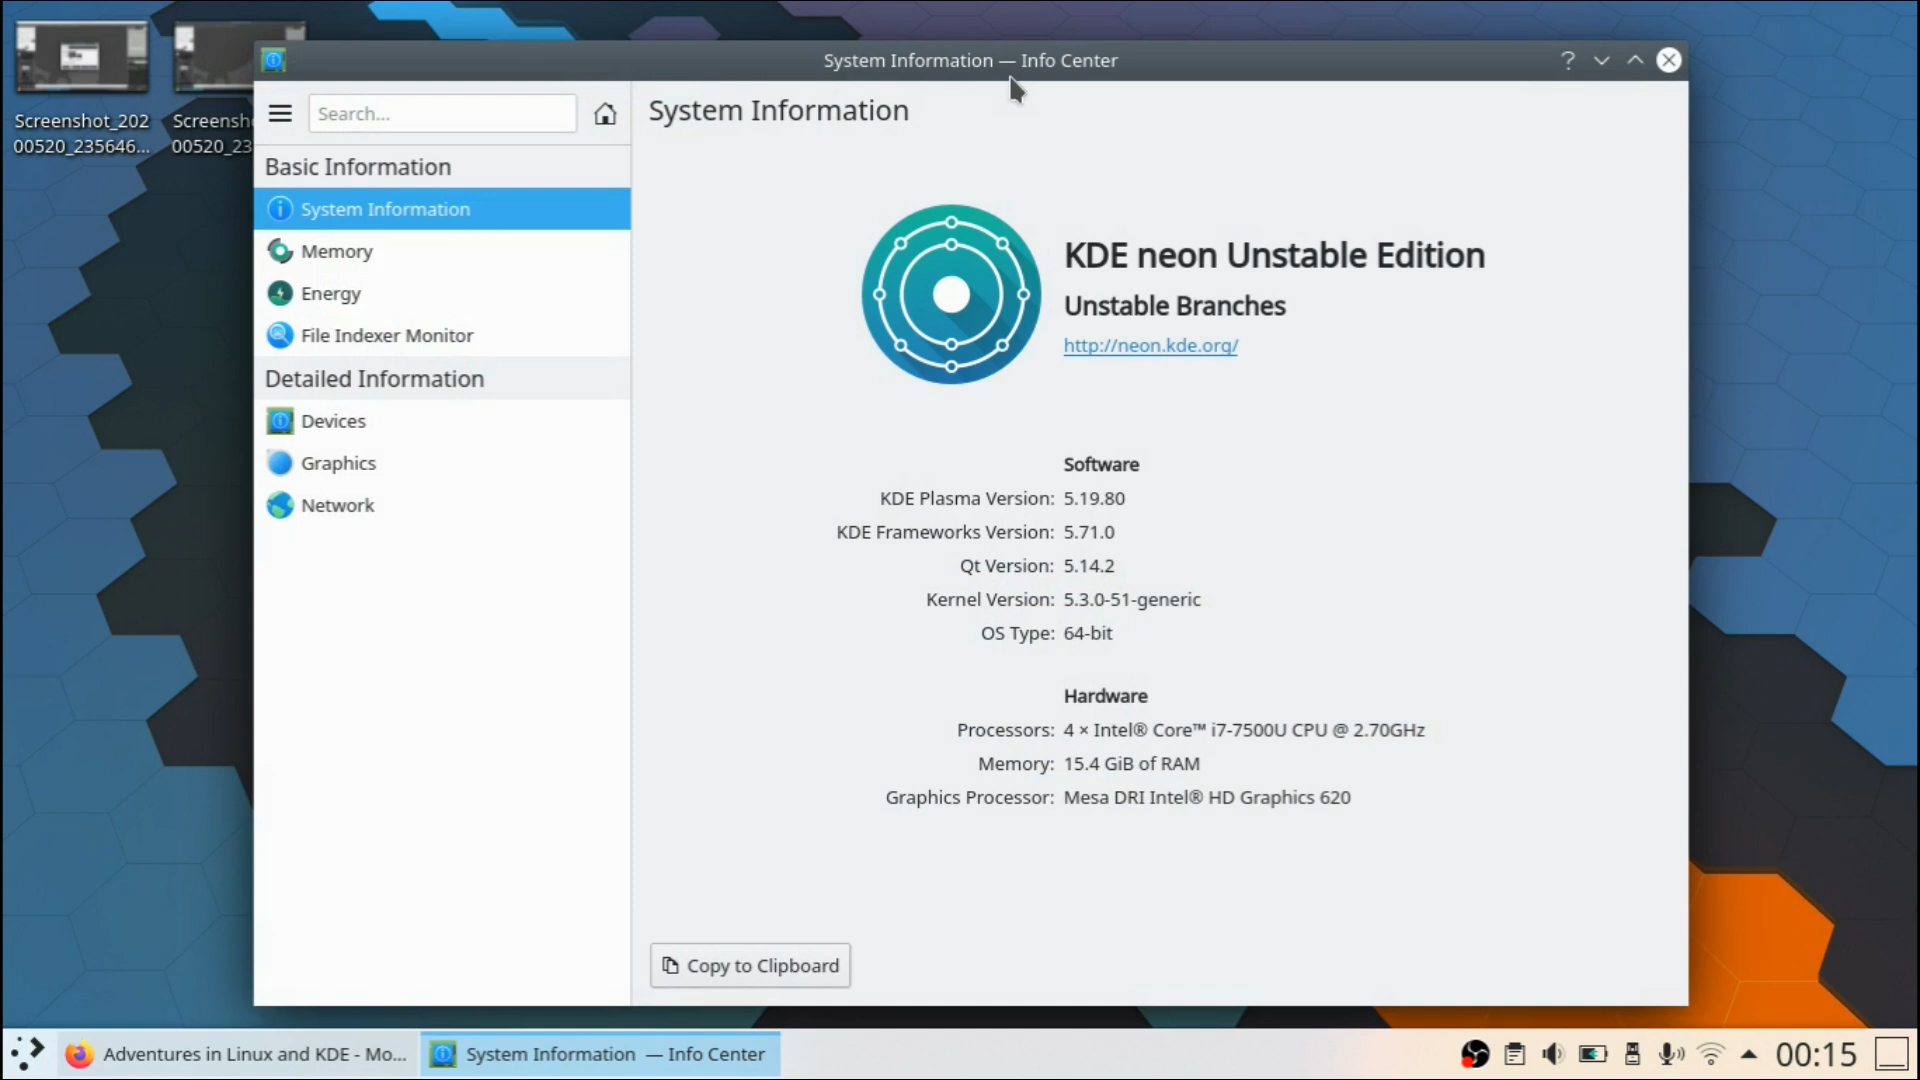 System Information — Info Center
Screenshot_202
00520_235646...
Screensh
00520_23
Search...
System Information
Basic Information
System Information
Memory
Energy
File Indexer Monitor
Detailed Information
Devices
Graphics
Network
KDE neon Unstable Edition
Unstable Branches
http://neon.kde.org/
Software
KDE Plasma Version: 5.19.80
KDE Frameworks Version: 5.71.0
Qt Version: 5.14.2
Kernel Version: 5.3.0-51-generic
OS Type: 64-bit
Hardware
Processors: 4 × Intel® Core™ i7-7500U CPU @ 2.70GHz
Memory: 15.4 GiB of RAM
Graphics Processor: Mesa DRI Intel® HD Graphics 620
Copy to Clipboard
Adventures in Linux and KDE - Mo...
System Information — Info Center
00:15